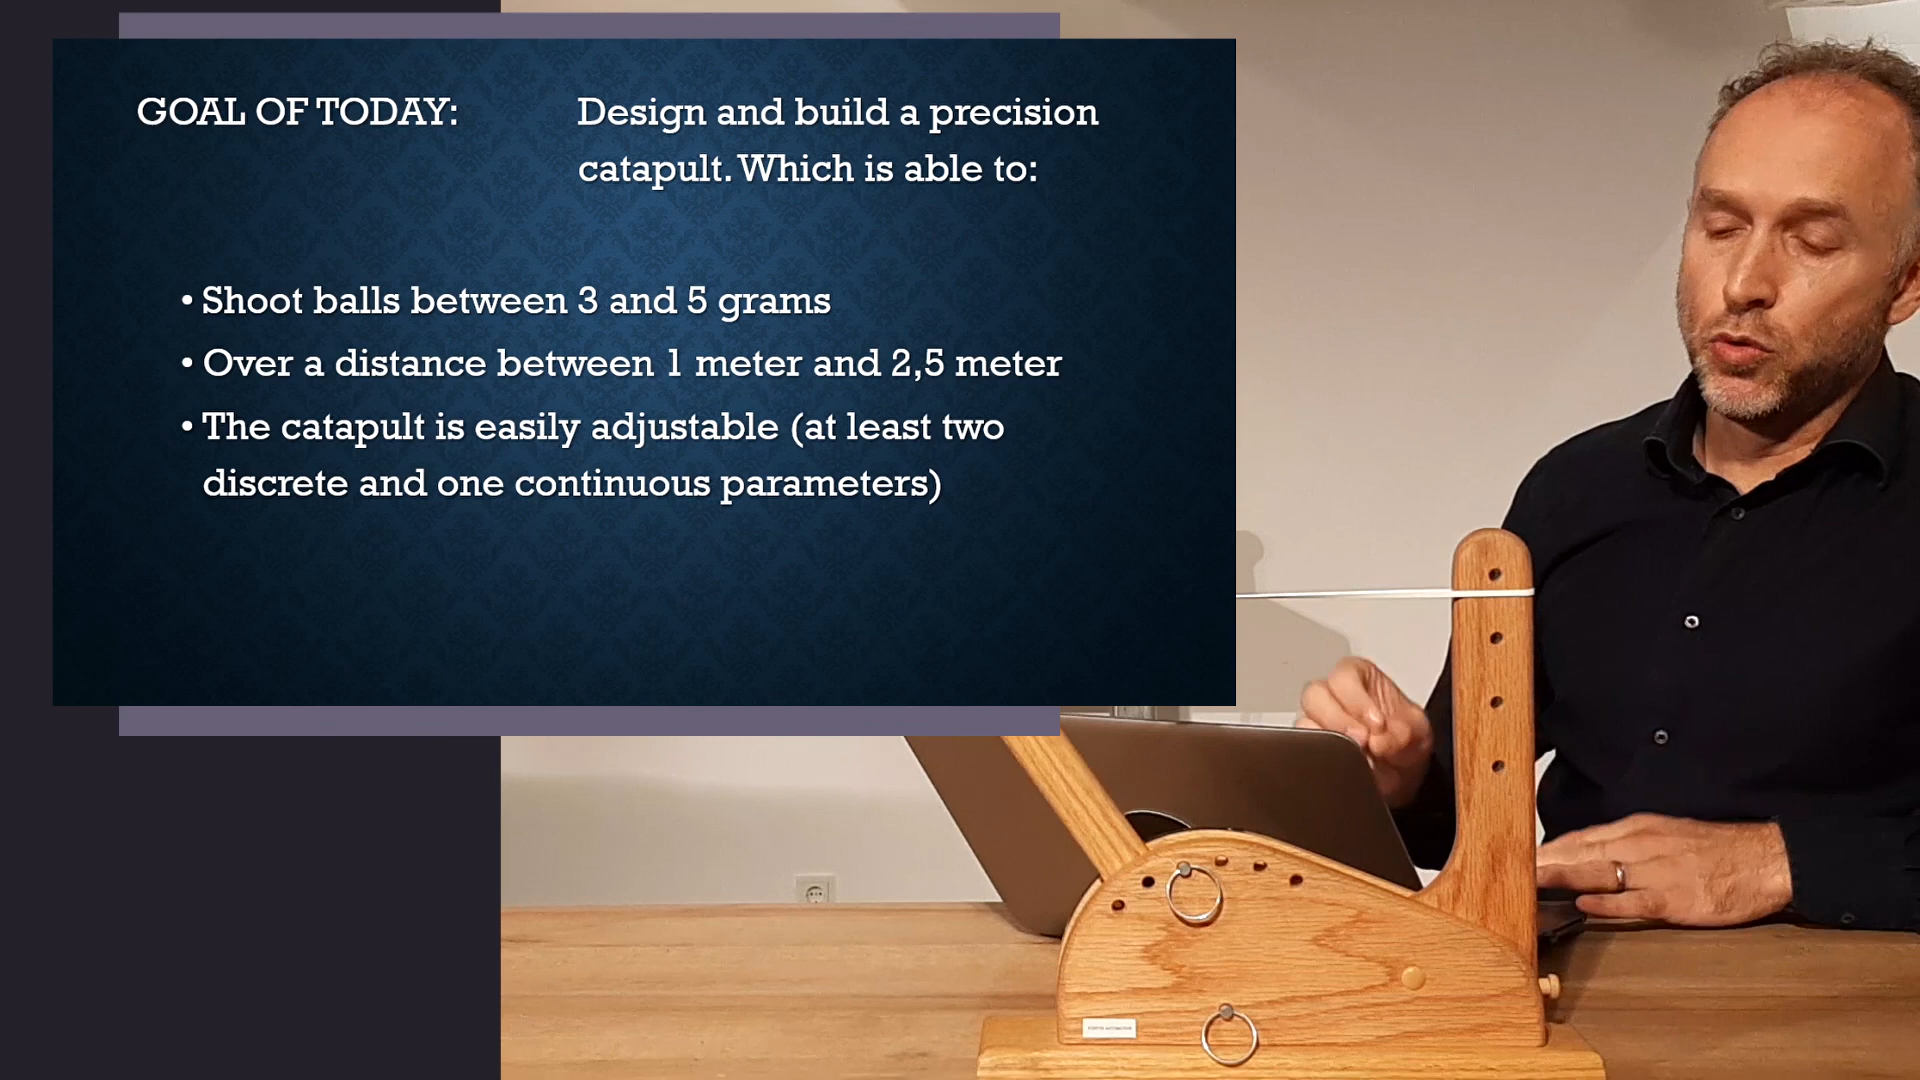 GOAL OF TODAY:
Design and build a precision
catapult. Which is able to:
• Shoot balls between 3 and 5 grams
• Over a distance between 1 meter and 2,5 meter
• The catapult is easily adjustable (at least two
discrete and one continuous parameters)